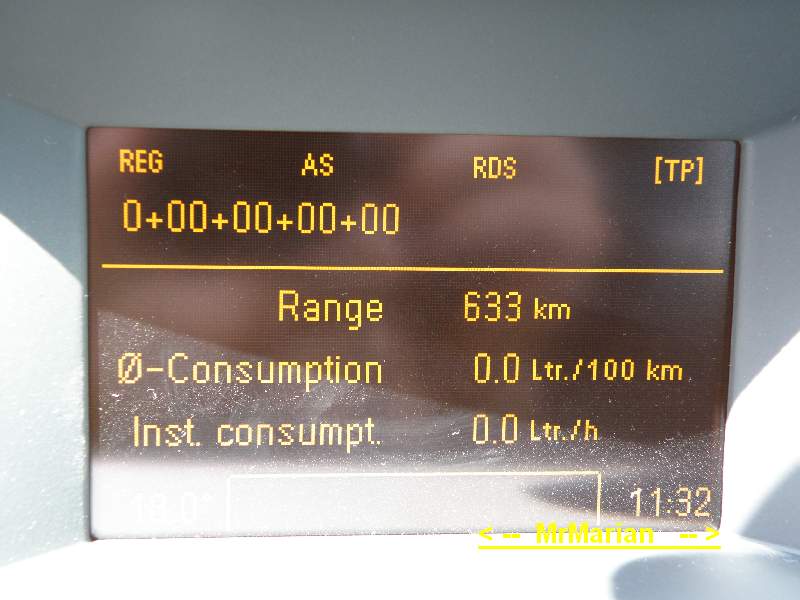 REG AS RDS [TP]
0+00+00+00+00
Range 633 km
Ø-Consumption 0.0 Ltr./100 km
Inst. consumpt. 0.0 Ltr./h
18.0° 11:32
< -- MrMarian -- >